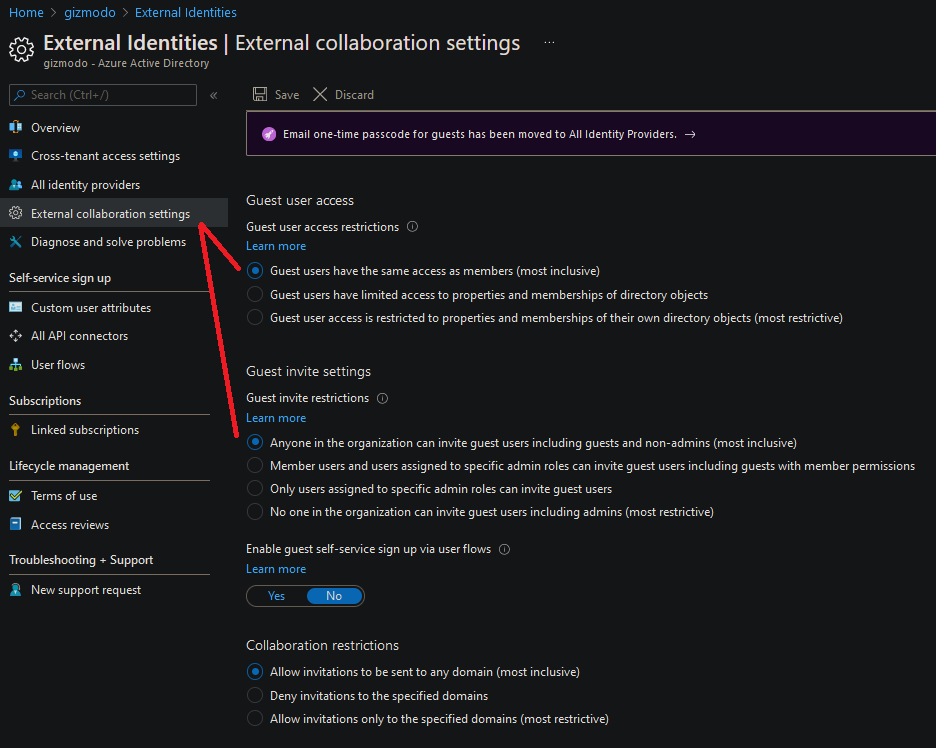 Home > gizmodo > External Identities
External Identities | External collaboration settings ...
gizmodo - Azure Active Directory
Search (Ctrl+/) «
Overview
Cross-tenant access settings
All identity providers
External collaboration settings
Diagnose and solve problems
Self-service sign up
Custom user attributes
All API connectors
User flows
Subscriptions
Linked subscriptions
Lifecycle management
Terms of use
Access reviews
Troubleshooting + Support
New support request
Save Discard
Email one-time passcode for guests has been moved to All Identity Providers. →
Guest user access
Guest user access restrictions
Learn more
Guest users have the same access as members (most inclusive)
Guest users have limited access to properties and memberships of directory objects
Guest user access is restricted to properties and memberships of their own directory objects (most restrictive)
Guest invite settings
Guest invite restrictions
Learn more
Anyone in the organization can invite guest users including guests and non-admins (most inclusive)
Member users and users assigned to specific admin roles can invite guest users including guests with member permissions
Only users assigned to specific admin roles can invite guest users
No one in the organization can invite guest users including admins (most restrictive)
Enable guest self-service sign up via user flows
Learn more
Yes No
Collaboration restrictions
Allow invitations to be sent to any domain (most inclusive)
Deny invitations to the specified domains
Allow invitations only to the specified domains (most restrictive)